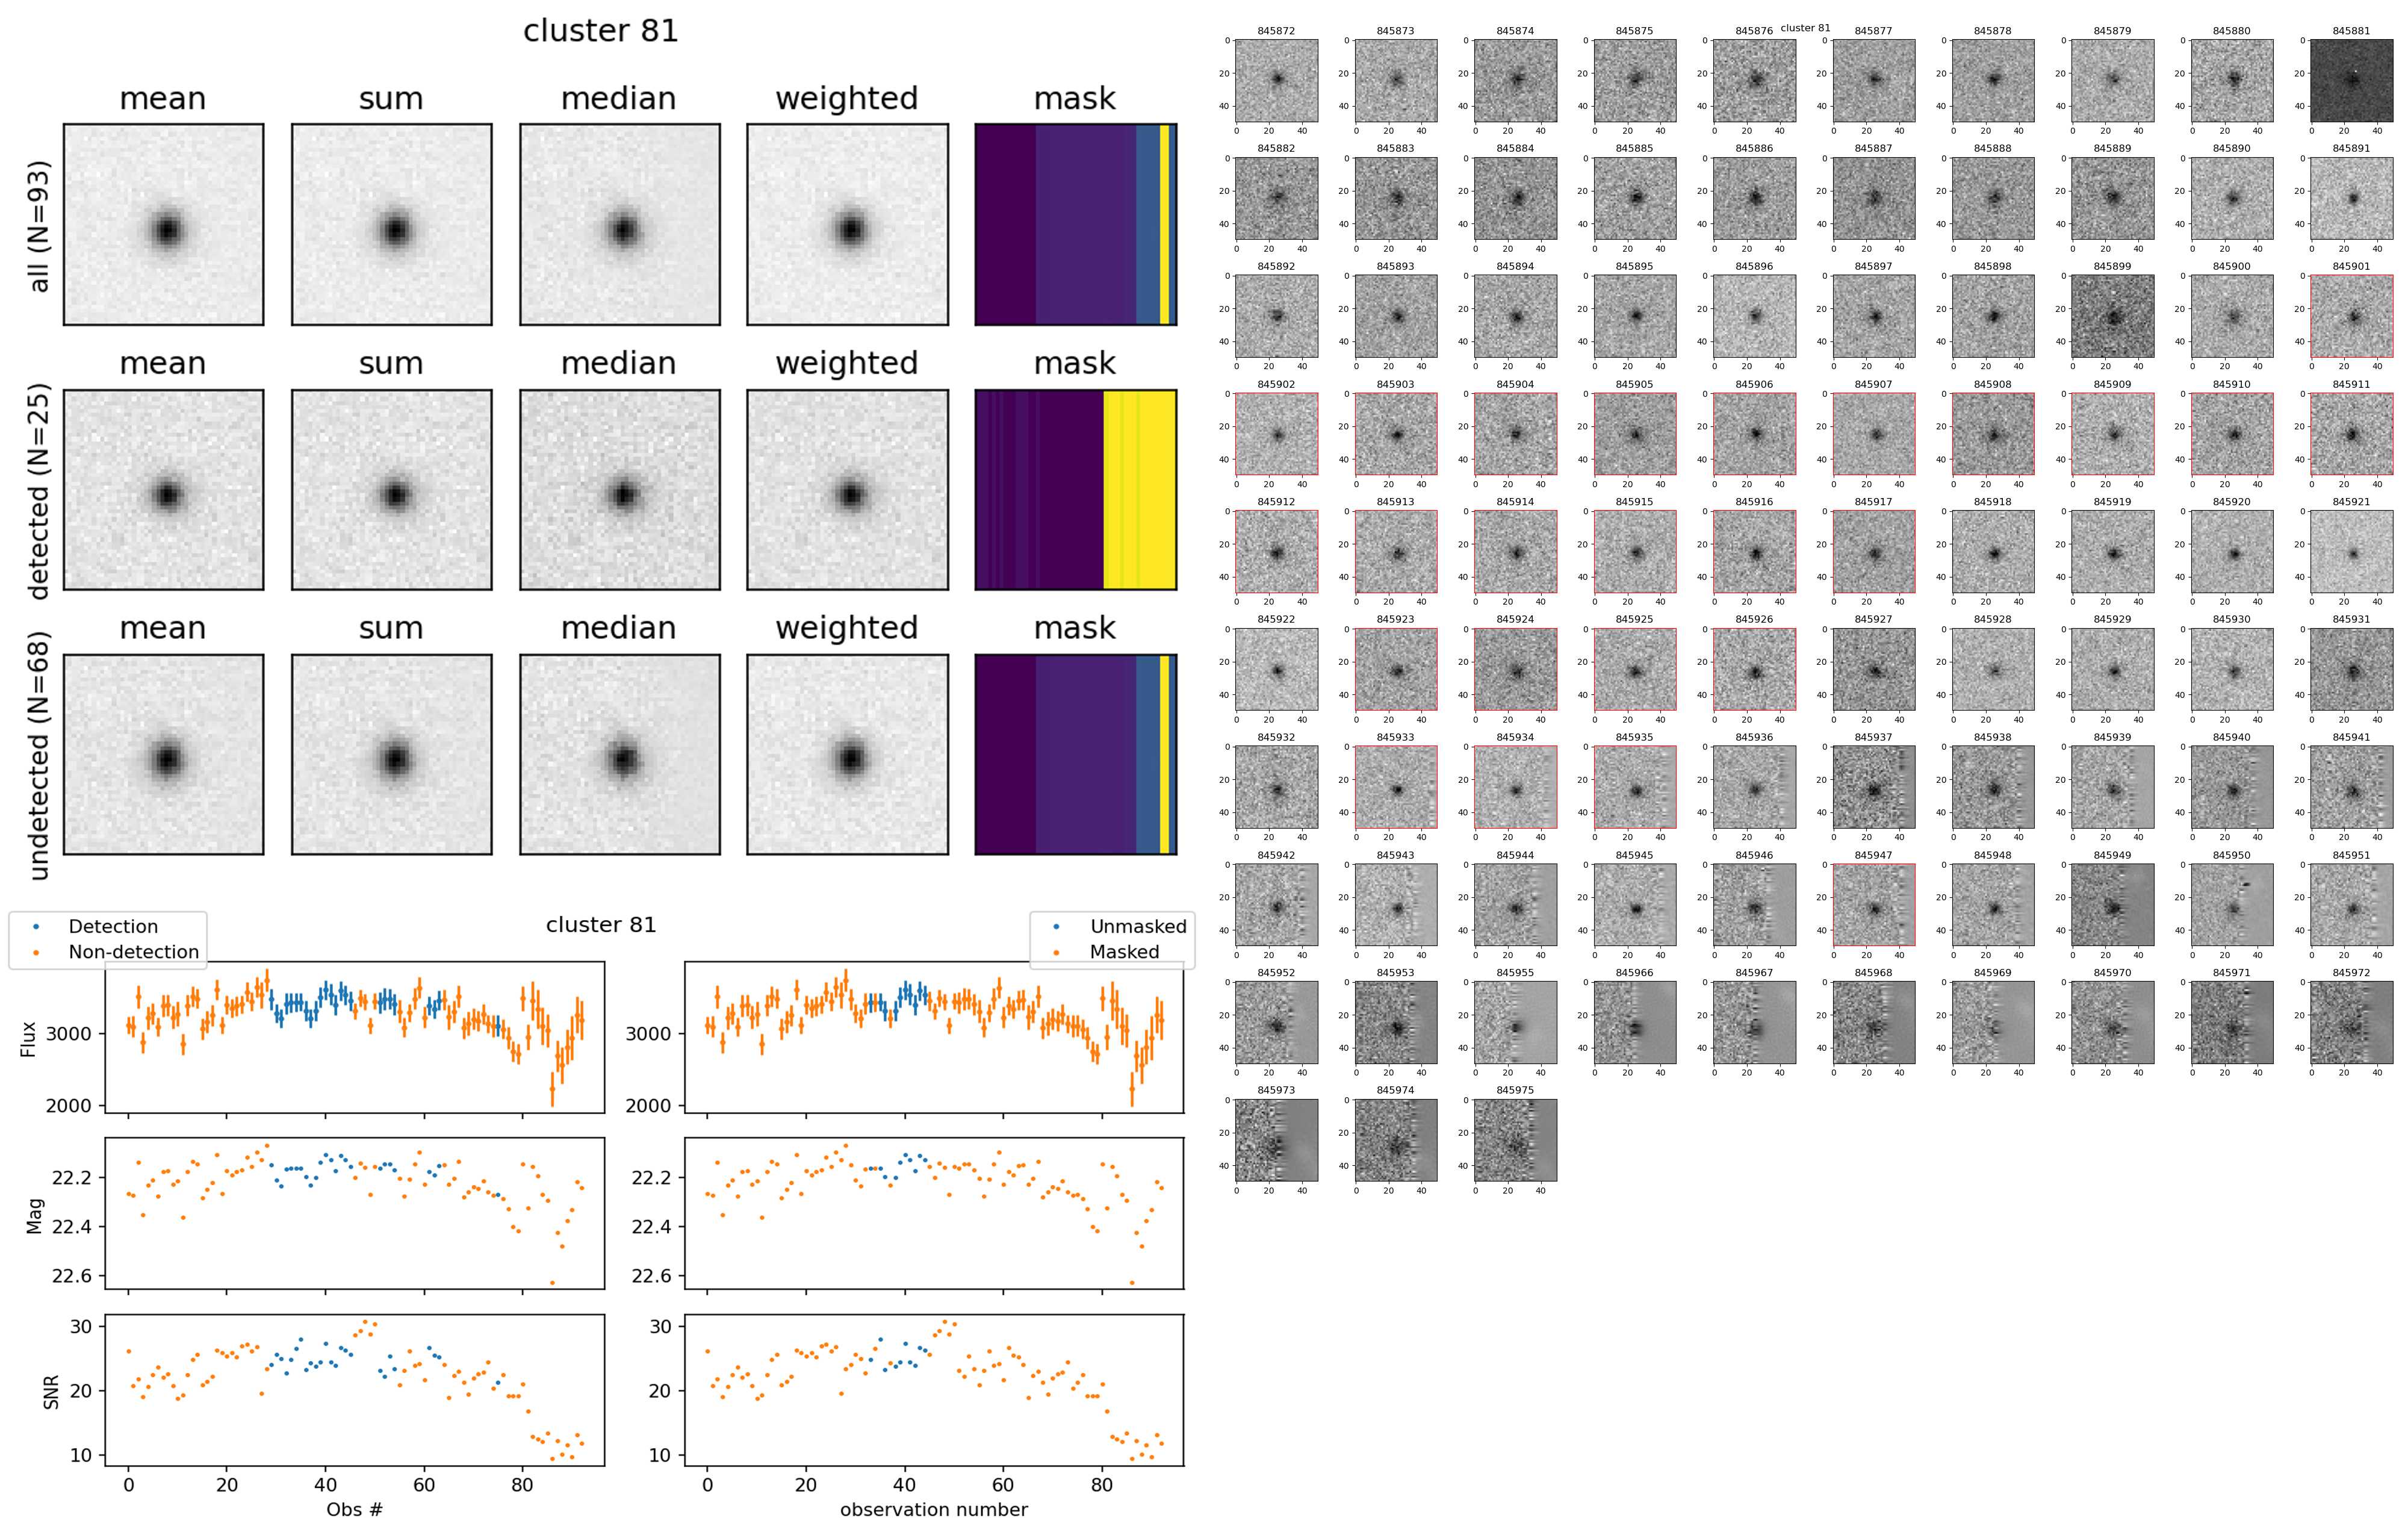 cluster 81
mean sum median weighted mask
all (N=93)
mean sum median weighted mask
detected (N=25)
mean sum median weighted mask
undetected (N=68)
cluster 81
Detection
Non-detection
Unmasked
Masked
Flux
3000
2000
3000
2000
Mag
22.2
22.4
22.6
22.2
22.4
22.6
SNR
30
20
10
30
20
10
0 20 40 60 80
Obs #
0 20 40 60 80
observation number
cluster 81
845872 845873 845874 845875 845876 845877 845878 845879 845880 845881
845882 845883 845884 845885 845886 845887 845888 845889 845890 845891
845892 845893 845894 845895 845896 845897 845898 845899 845900 845901
845902 845903 845904 845905 845906 845907 845908 845909 845910 845911
845912 845913 845914 845915 845916 845917 845918 845919 845920 845921
845922 845923 845924 845925 845926 845927 845928 845929 845930 845931
845932 845933 845934 845935 845936 845937 845938 845939 845940 845941
845942 845943 845944 845945 845946 845947 845948 845949 845950 845951
845952 845953 845955 845966 845967 845968 845969 845970 845971 845972
845973 845974 845975
0 20 40